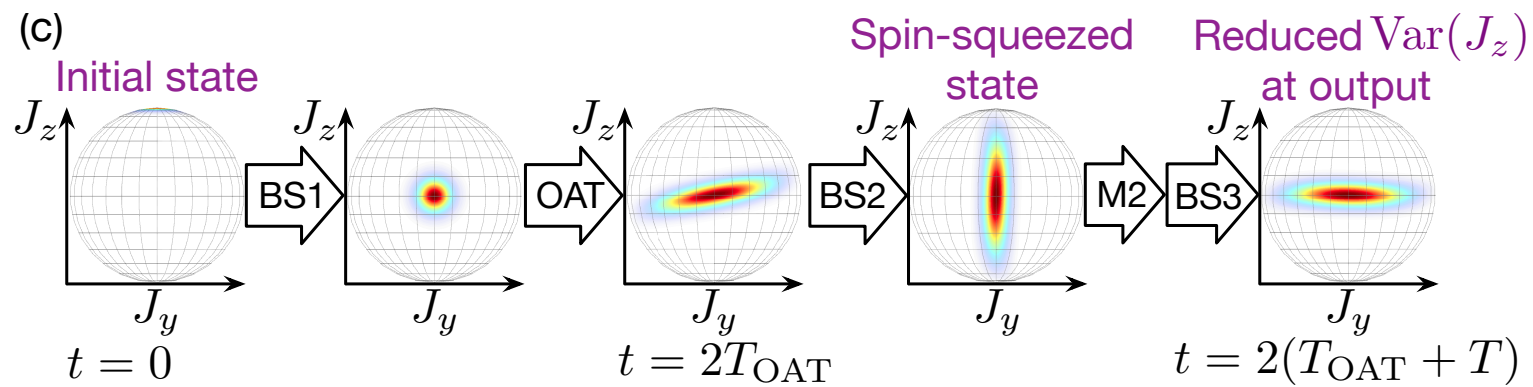 (c)
Initial state
Spin-squeezed
state
Reduced Var(J_z)
at output
J_z
J_z
J_z
J_z
J_z
BS1
OAT
BS2
M2
BS3
J_y
J_y
J_y
J_y
J_y
t = 0
t = 2T_OAT
t = 2(T_OAT + T)